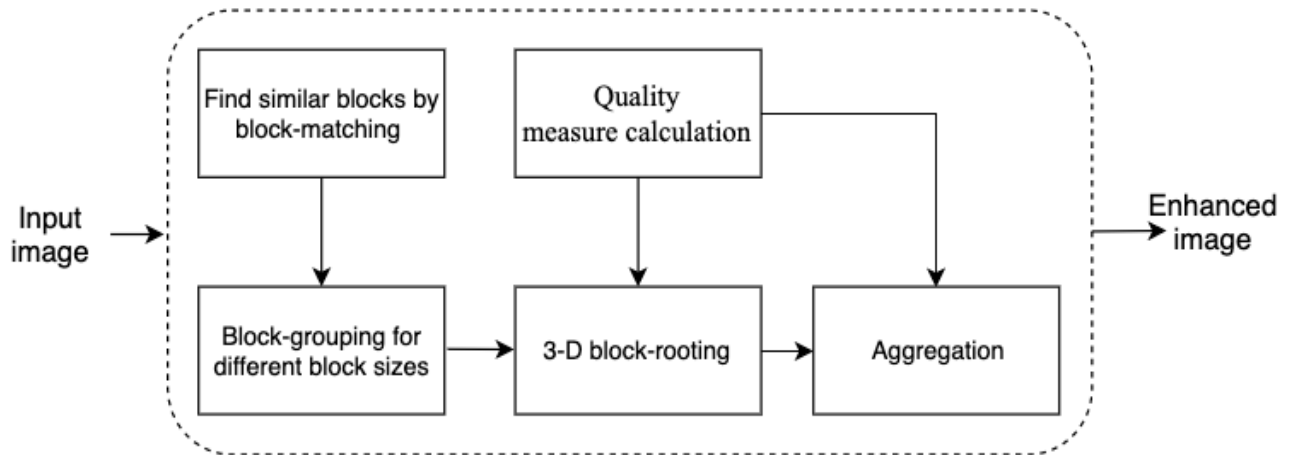 Input
image
Find similar blocks by
block-matching
Quality
measure calculation
Block-grouping for
different block sizes
3-D block-rooting
Aggregation
Enhanced
image